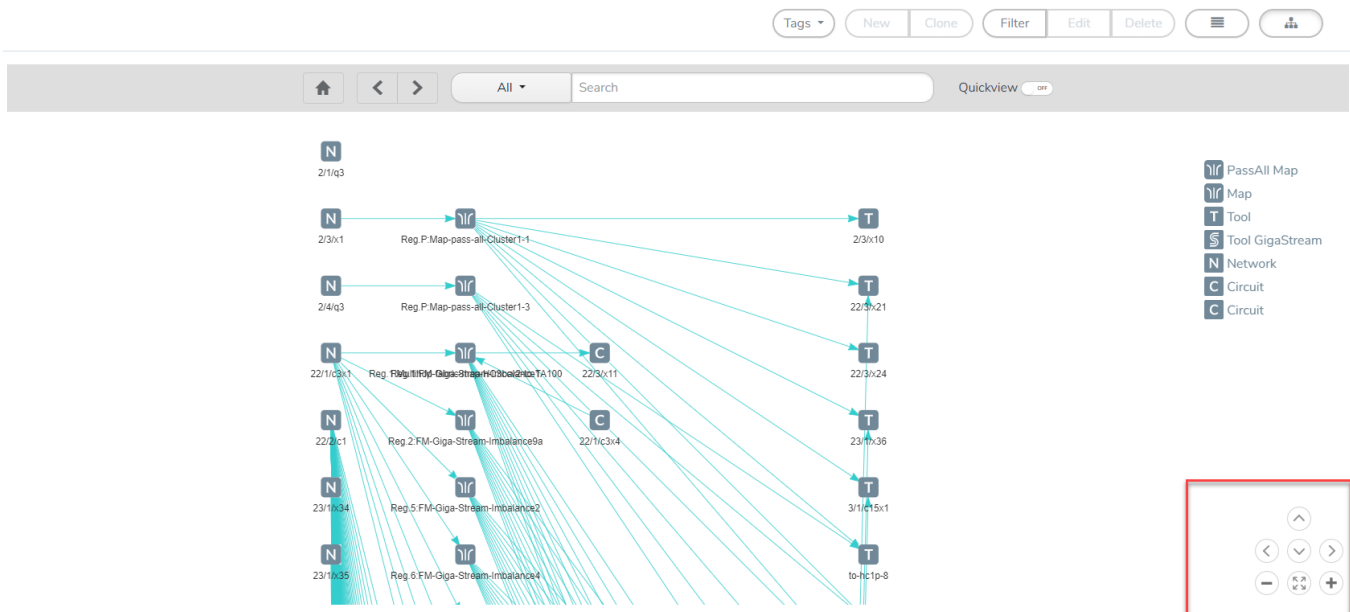 Tags New Clone Filter Edit Delete
All Search Quickview OFF
N
2/1/q3
N T
2/3/x1 Reg.P:Map-pass-all-Cluster1-1 2/3/x10
N T
2/4/q3 Reg.P:Map-pass-all-Cluster1-3 22/3/x21
N C T
22/1/c3x1 TA100 22/3/x11 22/3/x24
N C T
22/2/c1 Reg.2:FM-Giga-Stream-Imbalance9a 22/1/c3x4 23/1/x36
N T
23/1/x34 Reg.5:FM-Giga-Stream-Imbalance2 3/1/c15x1
N T
23/1/x35 Reg.6:FM-Giga-Stream-Imbalance4 to-hc1p-8
PassAll Map
Map
T Tool
S Tool GigaStream
N Network
C Circuit
C Circuit